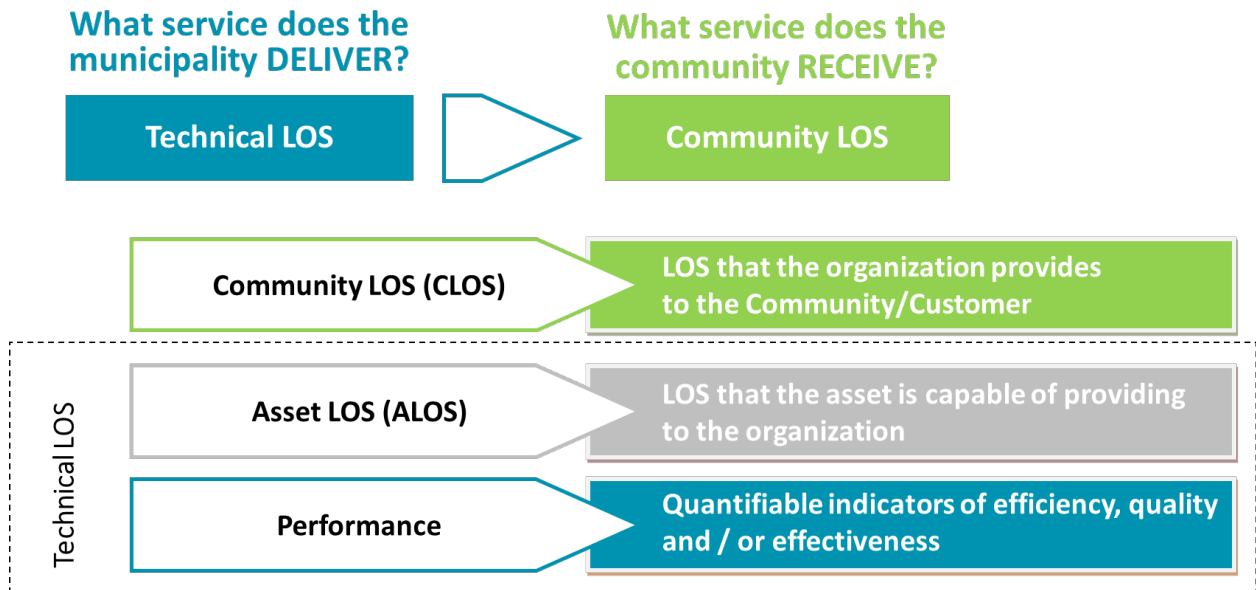 What service does the
municipality DELIVER?
What service does the
community RECEIVE?
Technical LOS
Community LOS
Community LOS (CLOS)
LOS that the organization provides
to the Community/Customer
Technical LOS
Asset LOS (ALOS)
LOS that the asset is capable of providing
to the organization
Performance
Quantifiable indicators of efficiency, quality
and / or effectiveness